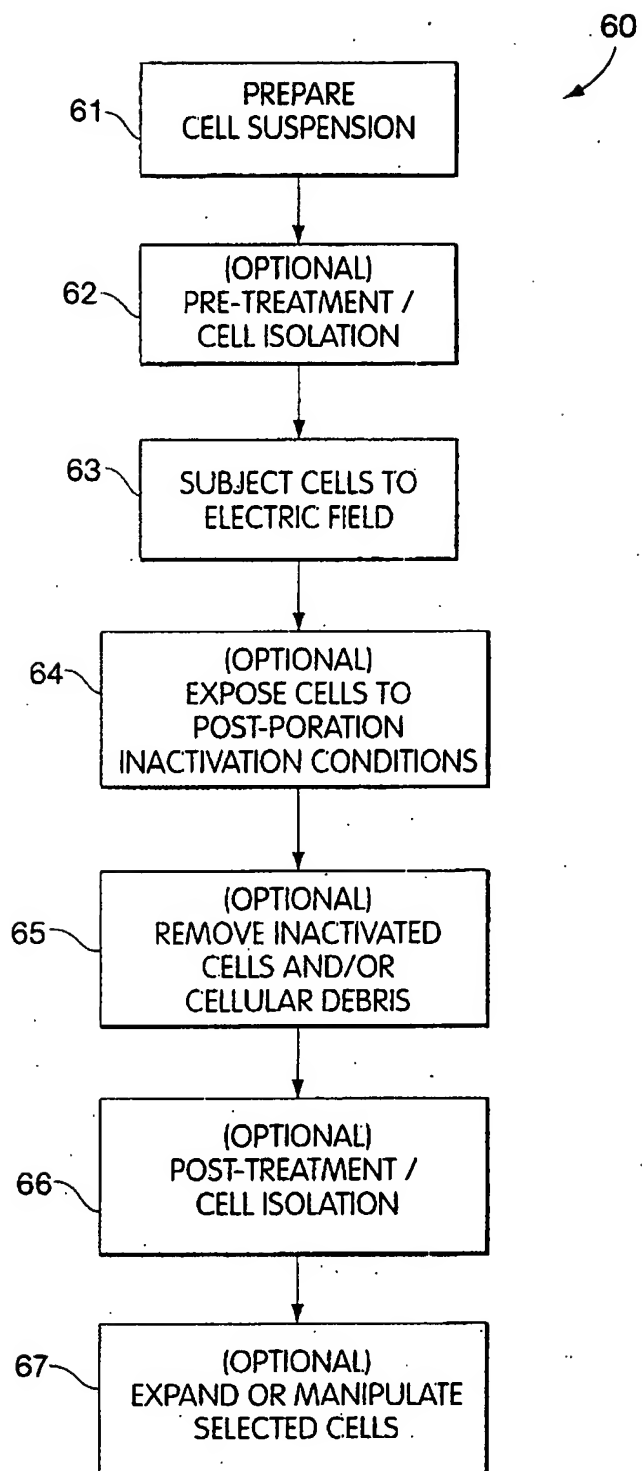 60
61
PREPARE
CELL SUSPENSION
62
(OPTIONAL)
PRE-TREATMENT /
CELL ISOLATION
63
SUBJECT CELLS TO
ELECTRIC FIELD
64
(OPTIONAL)
EXPOSE CELLS TO
POST-PORATION
INACTIVATION CONDITIONS
65
(OPTIONAL)
REMOVE INACTIVATED
CELLS AND/OR
CELLULAR DEBRIS
66
(OPTIONAL)
POST-TREATMENT /
CELL ISOLATION
67
(OPTIONAL)
EXPAND OR MANIPULATE
SELECTED CELLS